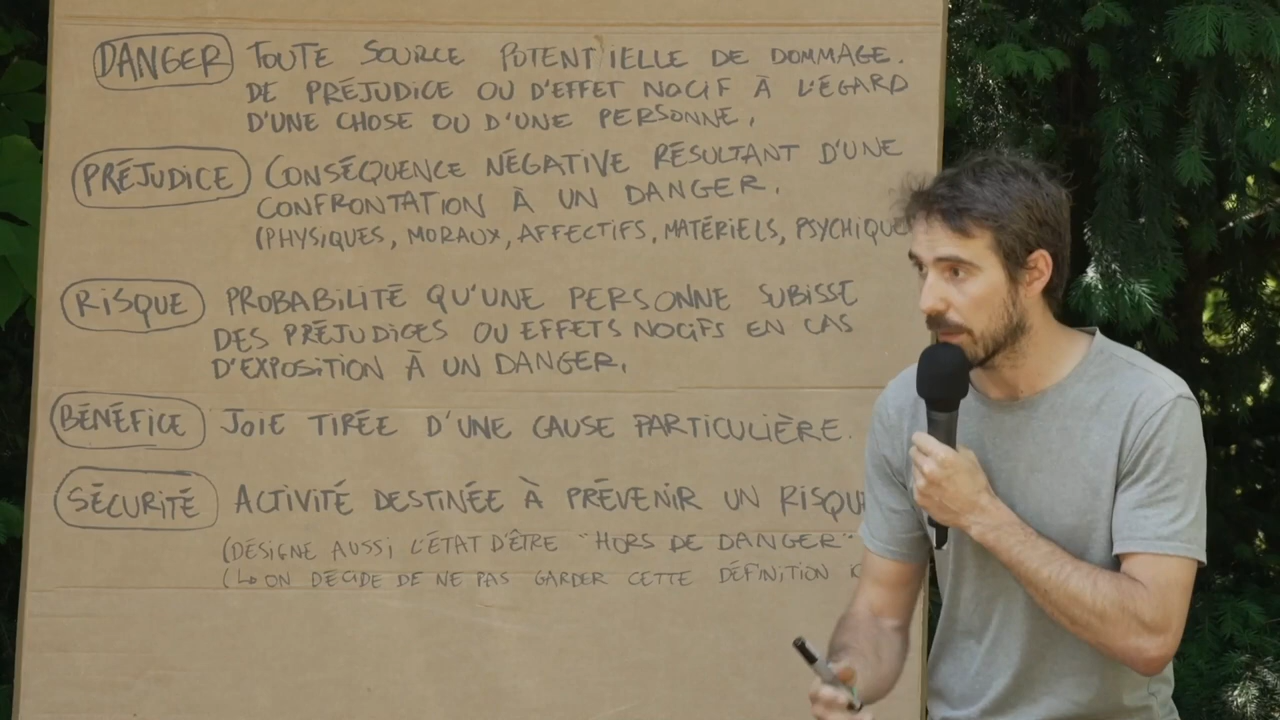 DANGER TOUTE SOURCE POTENTIELLE DE DOMMAGE.
DE PRÉJUDICE OU D'EFFET NOCIF À L'ÉGARD
D'UNE CHOSE OU D'UNE PERSONNE.
PRÉJUDICE CONSÉQUENCE NÉGATIVE RÉSULTANT D'UNE
CONFRONTATION À UN DANGER.
(PHYSIQUES, MORAUX, AFFECTIFS, MATÉRIELS, PSYCHIQUE
RISQUE PROBABILITÉ QU'UNE PERSONNE SUBISSE
DES PRÉJUDICES OU EFFETS NOCIFS EN CAS
D'EXPOSITION À UN DANGER.
BÉNÉFICE JOIE TIRÉE D'UNE CAUSE PARTICULIÈRE.
SÉCURITÉ ACTIVITÉ DESTINÉE À PRÉVENIR UN RISQU
(DÉSIGNE AUSSI L'ÉTAT D'ÊTRE "HORS DE DANGER"
(↳ ON DÉCIDE DE NE PAS GARDER CETTE DÉFINITION